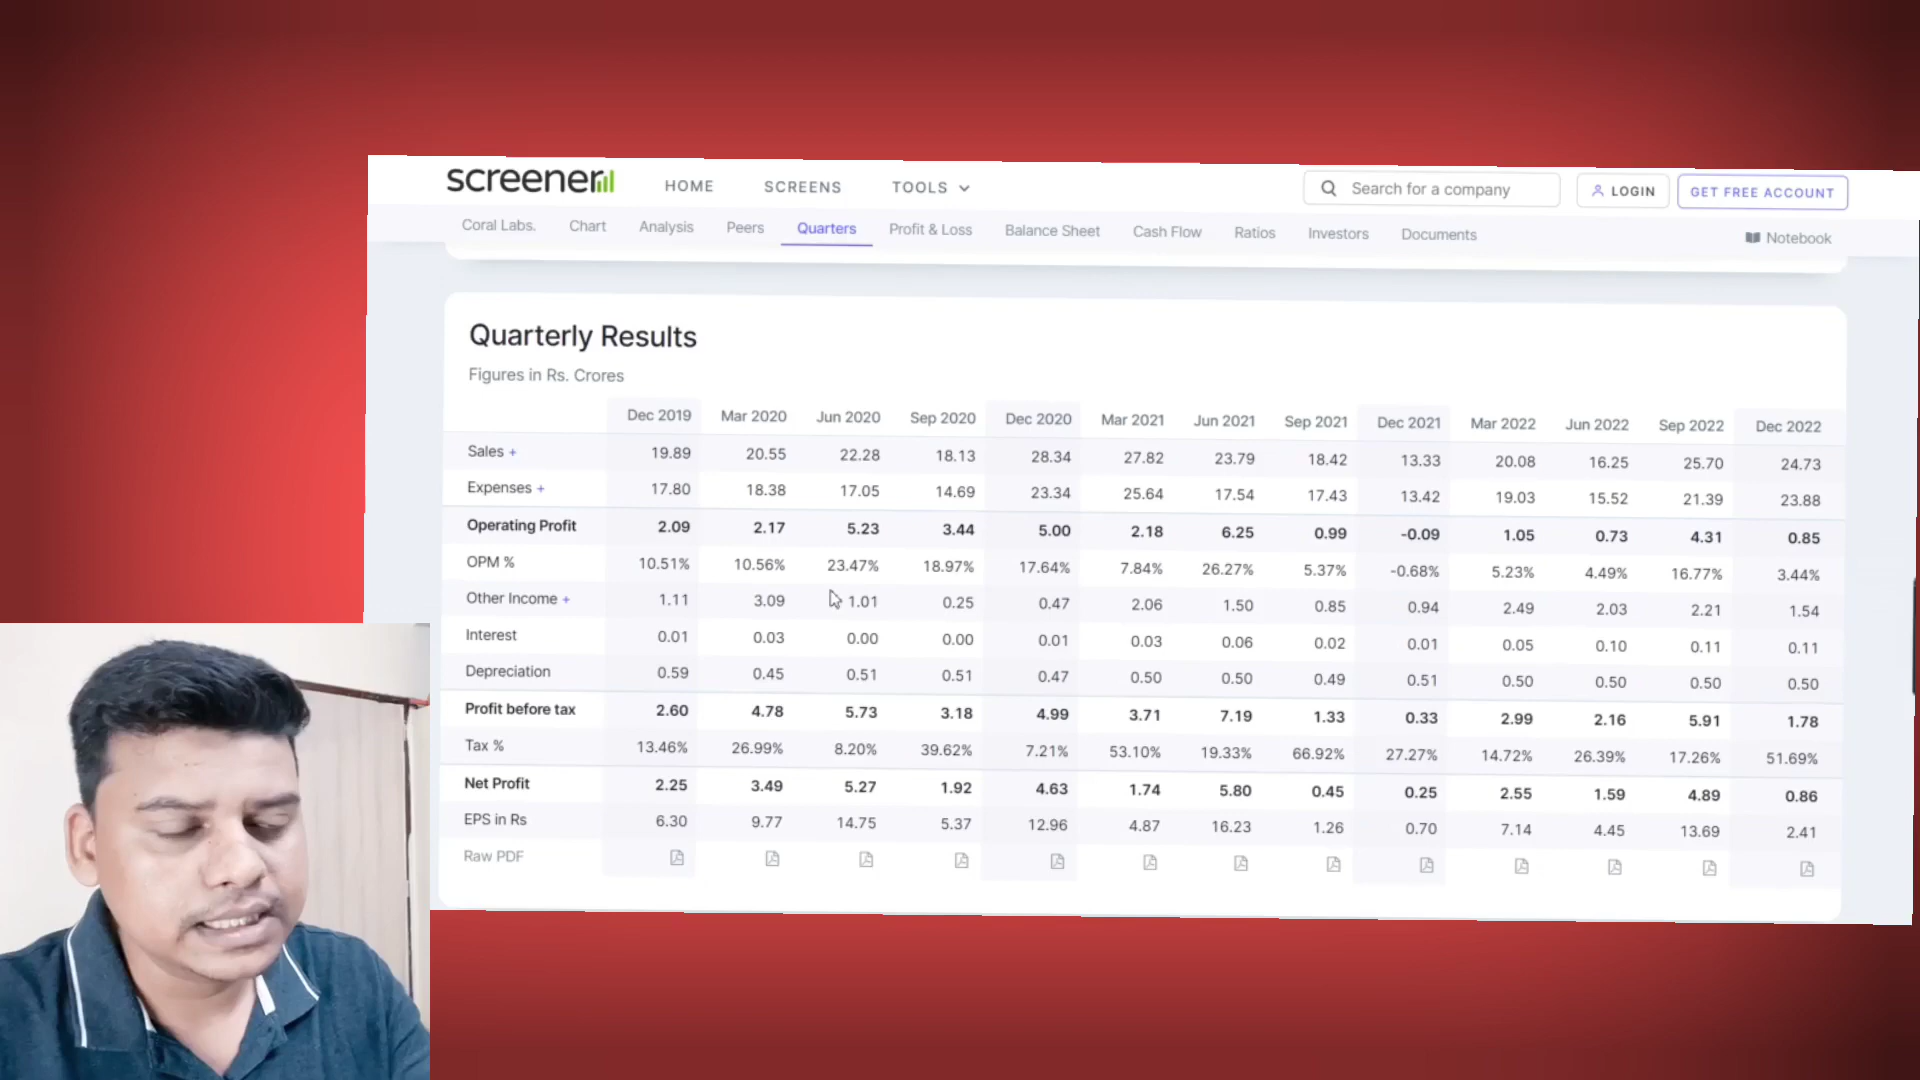 screener
HOME SCREENS TOOLS
Search for a company
LOGIN
GET FREE ACCOUNT
Coral Labs. Chart Analysis Peers Quarters Profit & Loss Balance Sheet Cash Flow Ratios Investors Documents Notebook
Quarterly Results
Figures in Rs. Crores
Dec 2019 Mar 2020 Jun 2020 Sep 2020 Dec 2020 Mar 2021 Jun 2021 Sep 2021 Dec 2021 Mar 2022 Jun 2022 Sep 2022 Dec 2022
Sales + 19.89 20.55 22.28 18.13 28.34 27.82 23.79 18.42 13.33 20.08 16.25 25.70 24.73
Expenses + 17.80 18.38 17.05 14.69 23.34 25.64 17.54 17.43 13.42 19.03 15.52 21.39 23.88
Operating Profit 2.09 2.17 5.23 3.44 5.00 2.18 6.25 0.99 -0.09 1.05 0.73 4.31 0.85
OPM % 10.51% 10.56% 23.47% 18.97% 17.64% 7.84% 26.27% 5.37% -0.68% 5.23% 4.49% 16.77% 3.44%
Other Income + 1.11 3.09 1.01 0.25 0.47 2.06 1.50 0.85 0.94 2.49 2.03 2.21 1.54
Interest 0.01 0.03 0.00 0.00 0.01 0.03 0.06 0.02 0.01 0.05 0.10 0.11 0.11
Depreciation 0.59 0.45 0.51 0.51 0.47 0.50 0.50 0.49 0.51 0.50 0.50 0.50 0.50
Profit before tax 2.60 4.78 5.73 3.18 4.99 3.71 7.19 1.33 0.33 2.99 2.16 5.91 1.78
Tax % 13.46% 26.99% 8.20% 39.62% 7.21% 53.10% 19.33% 66.92% 27.27% 14.72% 26.39% 17.26% 51.69%
Net Profit 2.25 3.49 5.27 1.92 4.63 1.74 5.80 0.45 0.25 2.55 1.59 4.89 0.86
EPS in Rs 6.30 9.77 14.75 5.37 12.96 4.87 16.23 1.26 0.70 7.14 4.45 13.69 2.41
Raw PDF